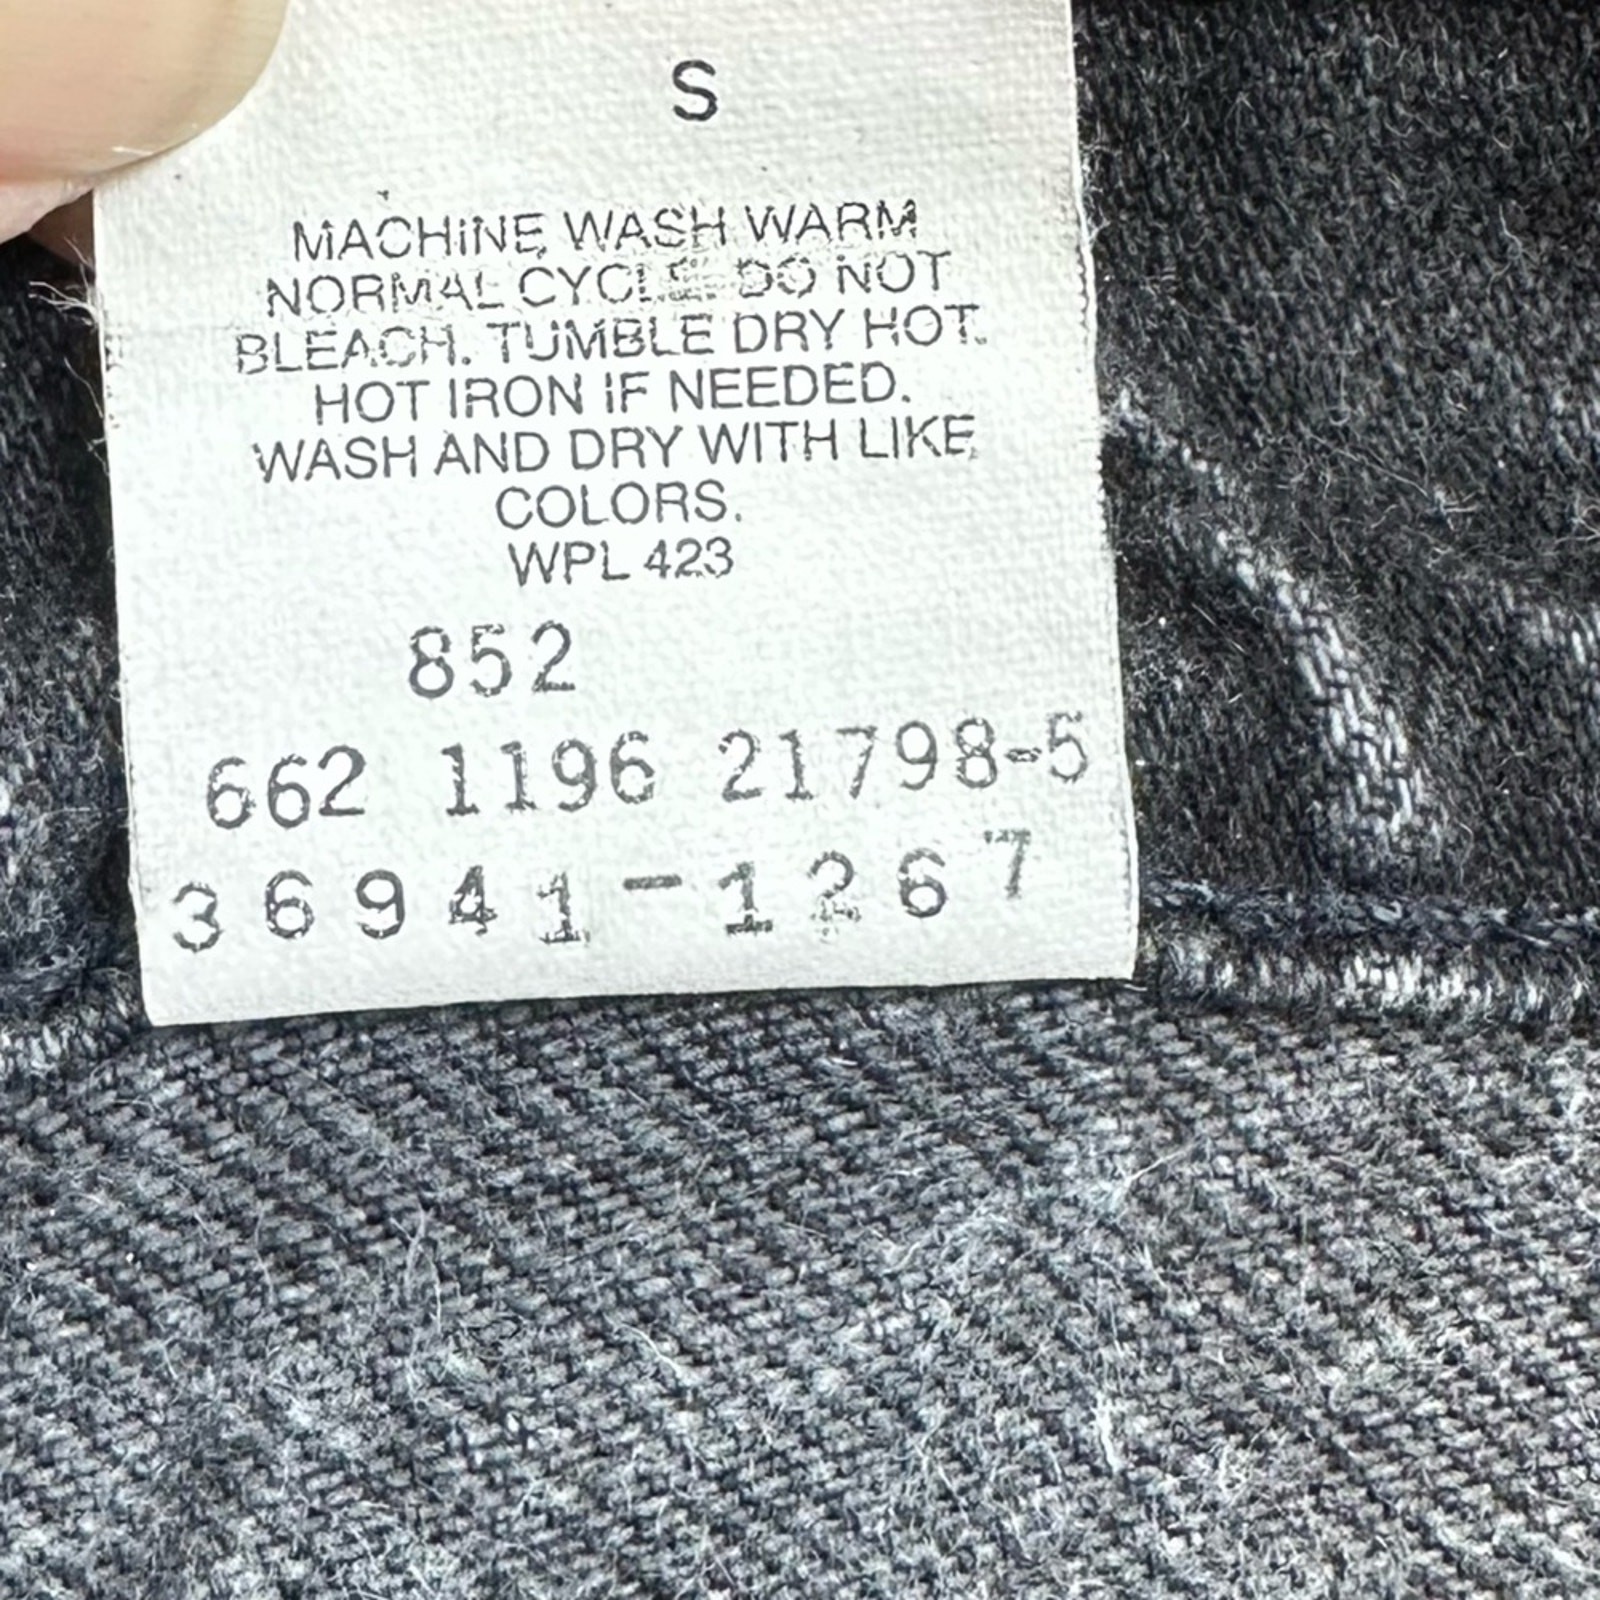 S
MACHINE WASH WARM
NORMAL CYCLE DO NOT
BLEACH. TUMBLE DRY HOT.
HOT IRON IF NEEDED.
WASH AND DRY WITH LIKE
COLORS.
WPL 423
852
662 1196 21798-5
36941-1267